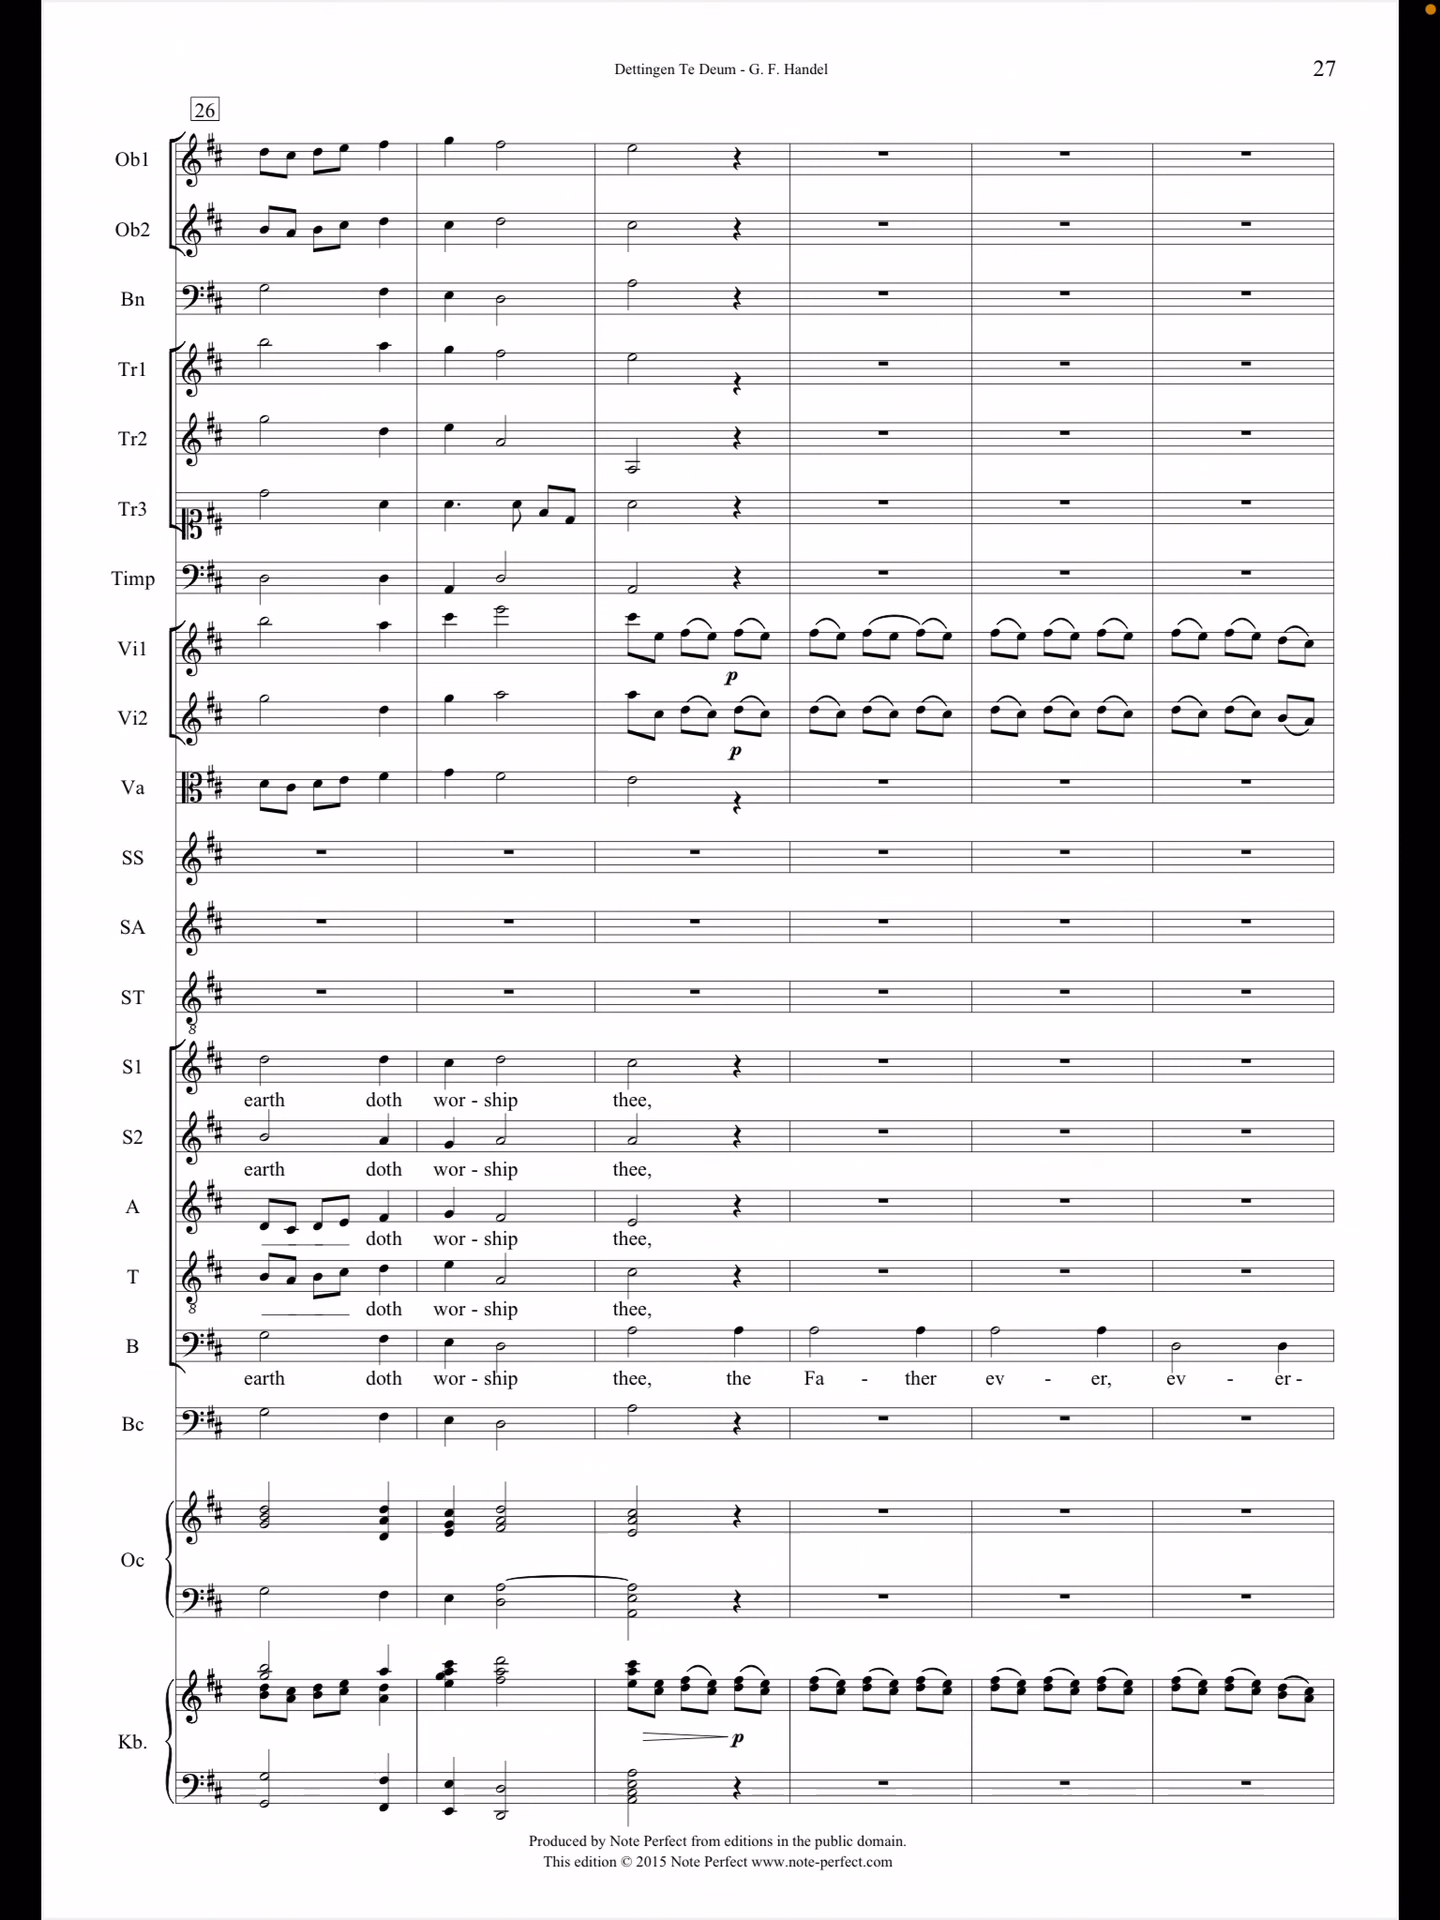 Dettingen Te Deum - G. F. Handel
27
26
Ob1
Ob2
Bn
Tr1
Tr2
Tr3
Timp
Vi1
p
Vi2
p
Va
SS
SA
ST
8
S1
earth doth wor - ship thee,
S2
earth doth wor - ship thee,
A
doth wor - ship thee,
T
8
doth wor - ship thee,
B
earth doth wor - ship thee, the Fa - ther ev - er, ev - er -
Bc
Oc
Kb.
p
Produced by Note Perfect from editions in the public domain.
This edition © 2015 Note Perfect www.note-perfect.com